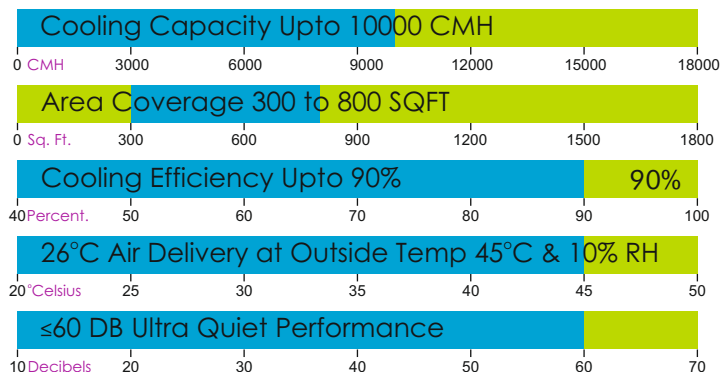 Cooling Capacity Upto 10000 CMH
0 CMH 3000 6000 9000 12000 15000 18000
Area Coverage 300 to 800 SQFT
0 Sq. Ft. 300 600 900 1200 1500 1800
Cooling Efficiency Upto 90% 90%
40 Percent. 50 60 70 80 90 100
26°C Air Delivery at Outside Temp 45°C & 10% RH
20 °Celsius 25 30 35 40 45 50
≤60 DB Ultra Quiet Performance
10 Decibels 20 30 40 50 60 70